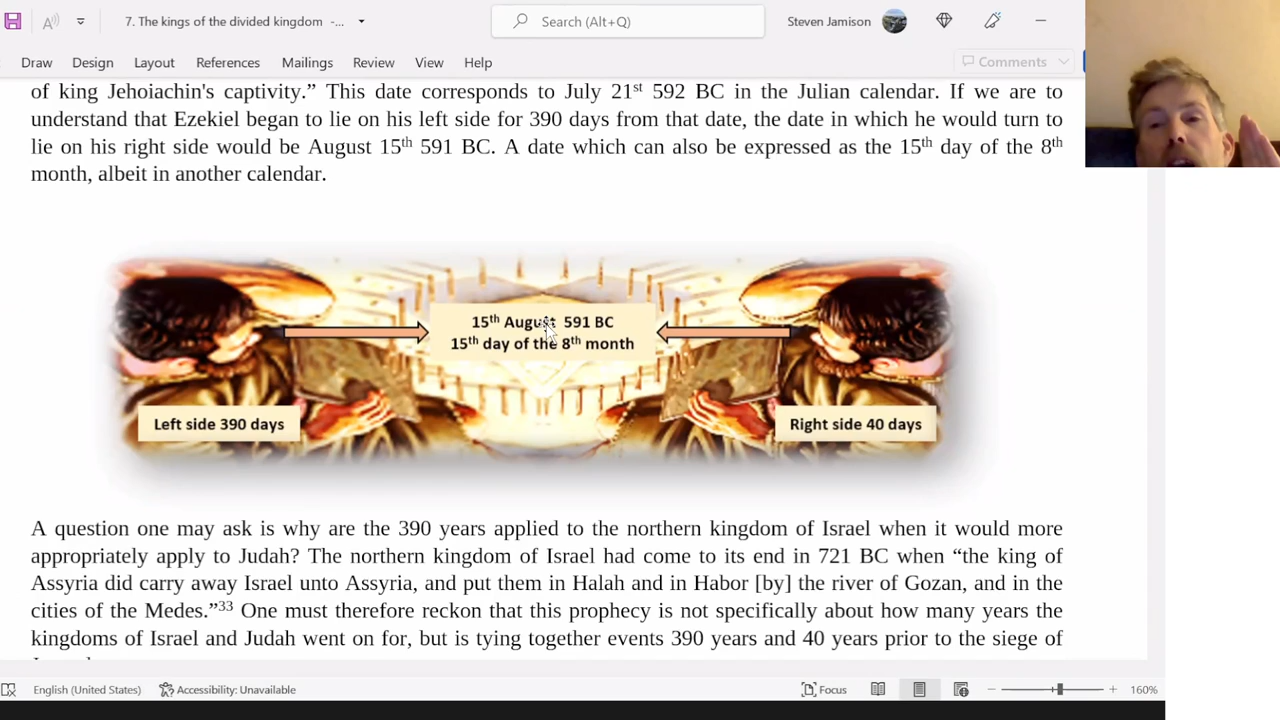 7. The kings of the divided kingdom -...
Search (Alt+Q)
Steven Jamison
Draw Design Layout References Mailings Review View Help
Comments
of king Jehoiachin's captivity.” This date corresponds to July 21st 592 BC in the Julian calendar. If we are to
understand that Ezekiel began to lie on his left side for 390 days from that date, the date in which he would turn to
lie on his right side would be August 15th 591 BC. A date which can also be expressed as the 15th day of the 8th
month, albeit in another calendar.
15th August 591 BC
15th day of the 8th month
Left side 390 days
Right side 40 days
A question one may ask is why are the 390 years applied to the northern kingdom of Israel when it would more
appropriately apply to Judah? The northern kingdom of Israel had come to its end in 721 BC when “the king of
Assyria did carry away Israel unto Assyria, and put them in Halah and in Habor [by] the river of Gozan, and in the
cities of the Medes.”33 One must therefore reckon that this prophecy is not specifically about how many years the
kingdoms of Israel and Judah went on for, but is tying together events 390 years and 40 years prior to the siege of
English (United States)
Accessibility: Unavailable
Focus
160%